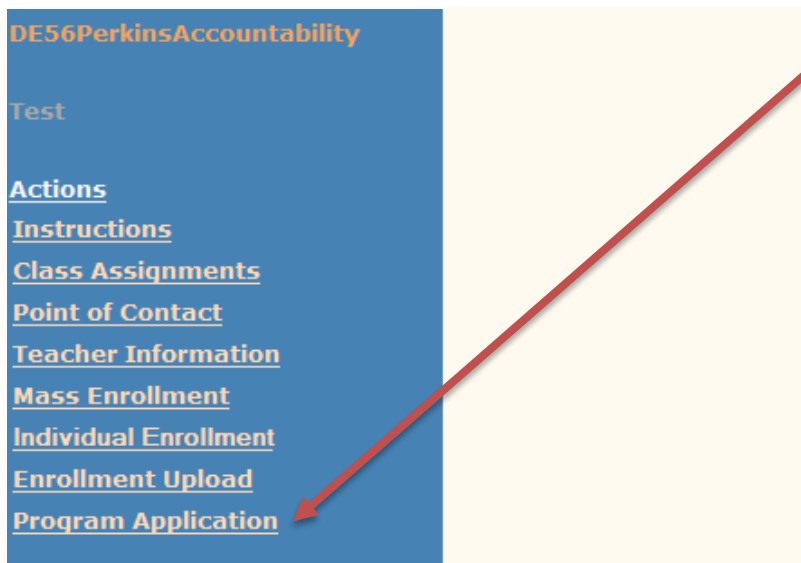 DE56PerkinsAccountability
Test
Actions
Instructions
Class Assignments
Point of Contact
Teacher Information
Mass Enrollment
Individual Enrollment
Enrollment Upload
Program Application